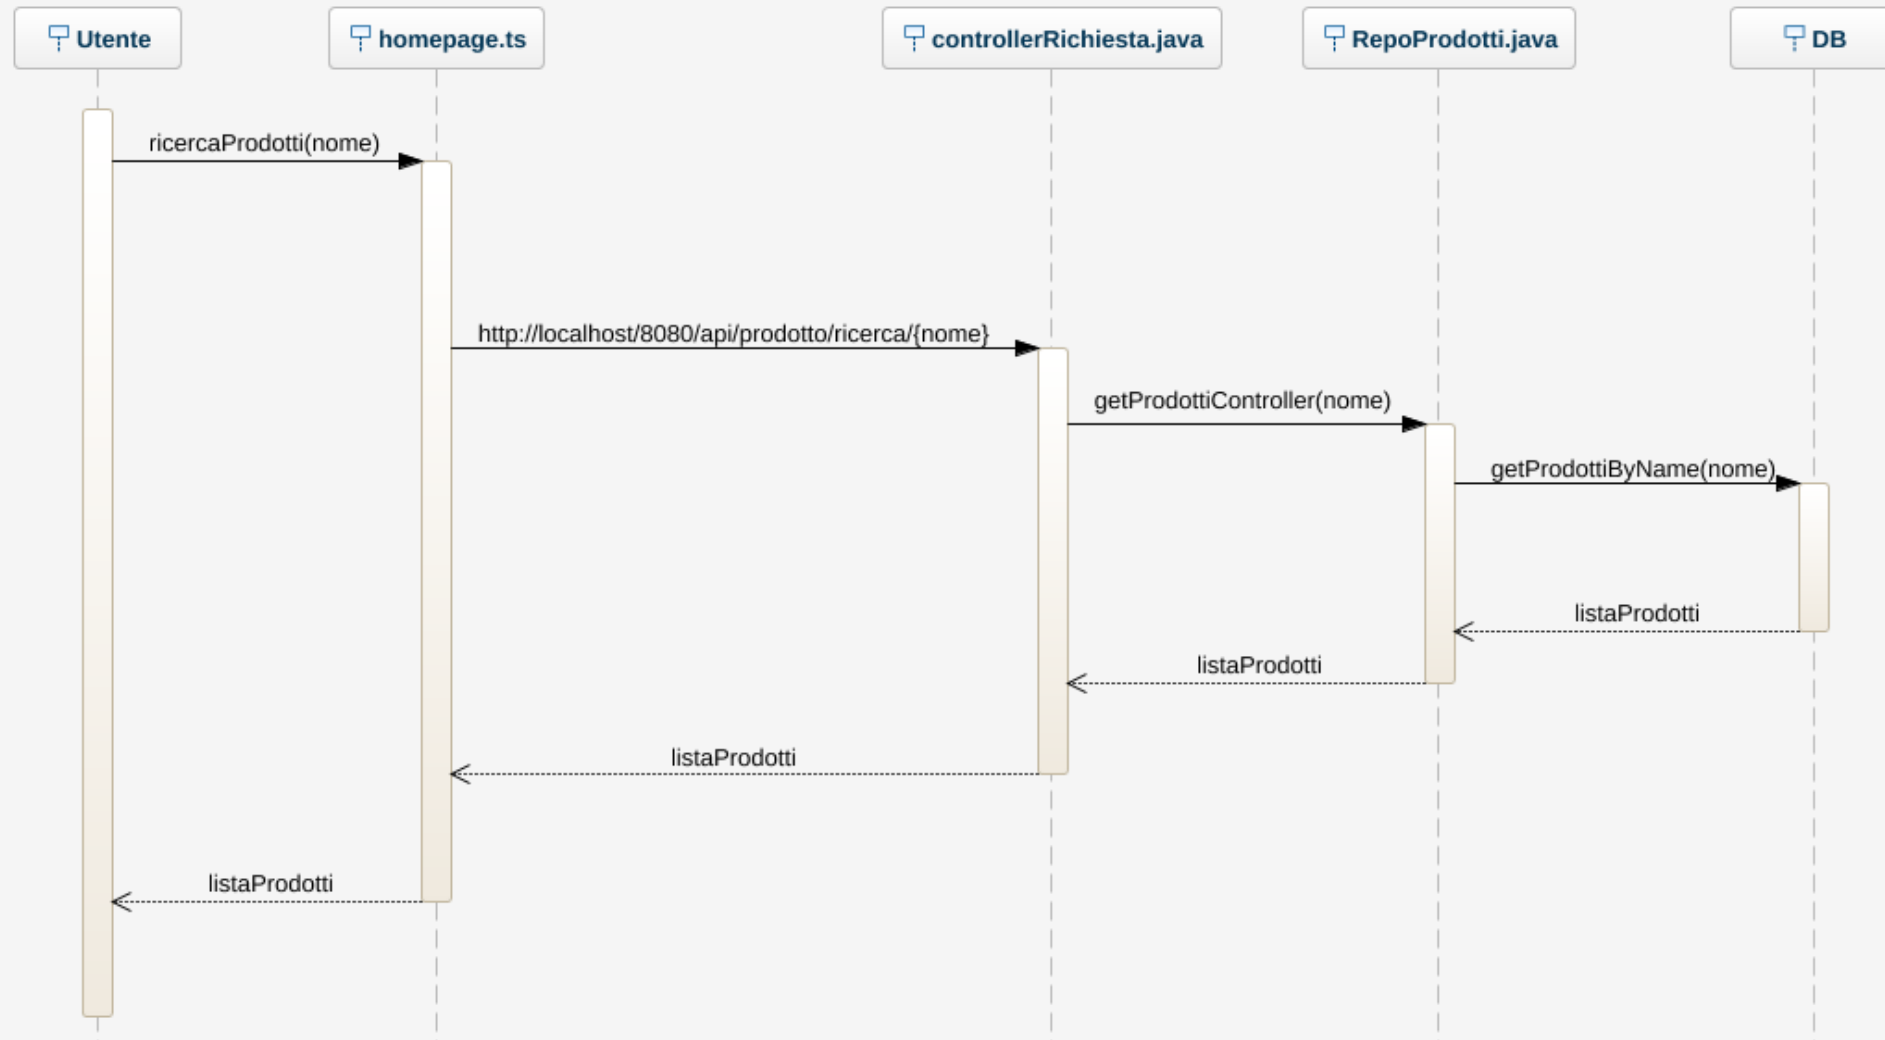 Utente
homepage.ts
controllerRichiesta.java
RepoProdotti.java
DB
ricercaProdotti(nome)
http://localhost/8080/api/prodotto/ricerca/{nome}
getProdottiController(nome)
getProdottiByName(nome)
listaProdotti
listaProdotti
listaProdotti
listaProdotti